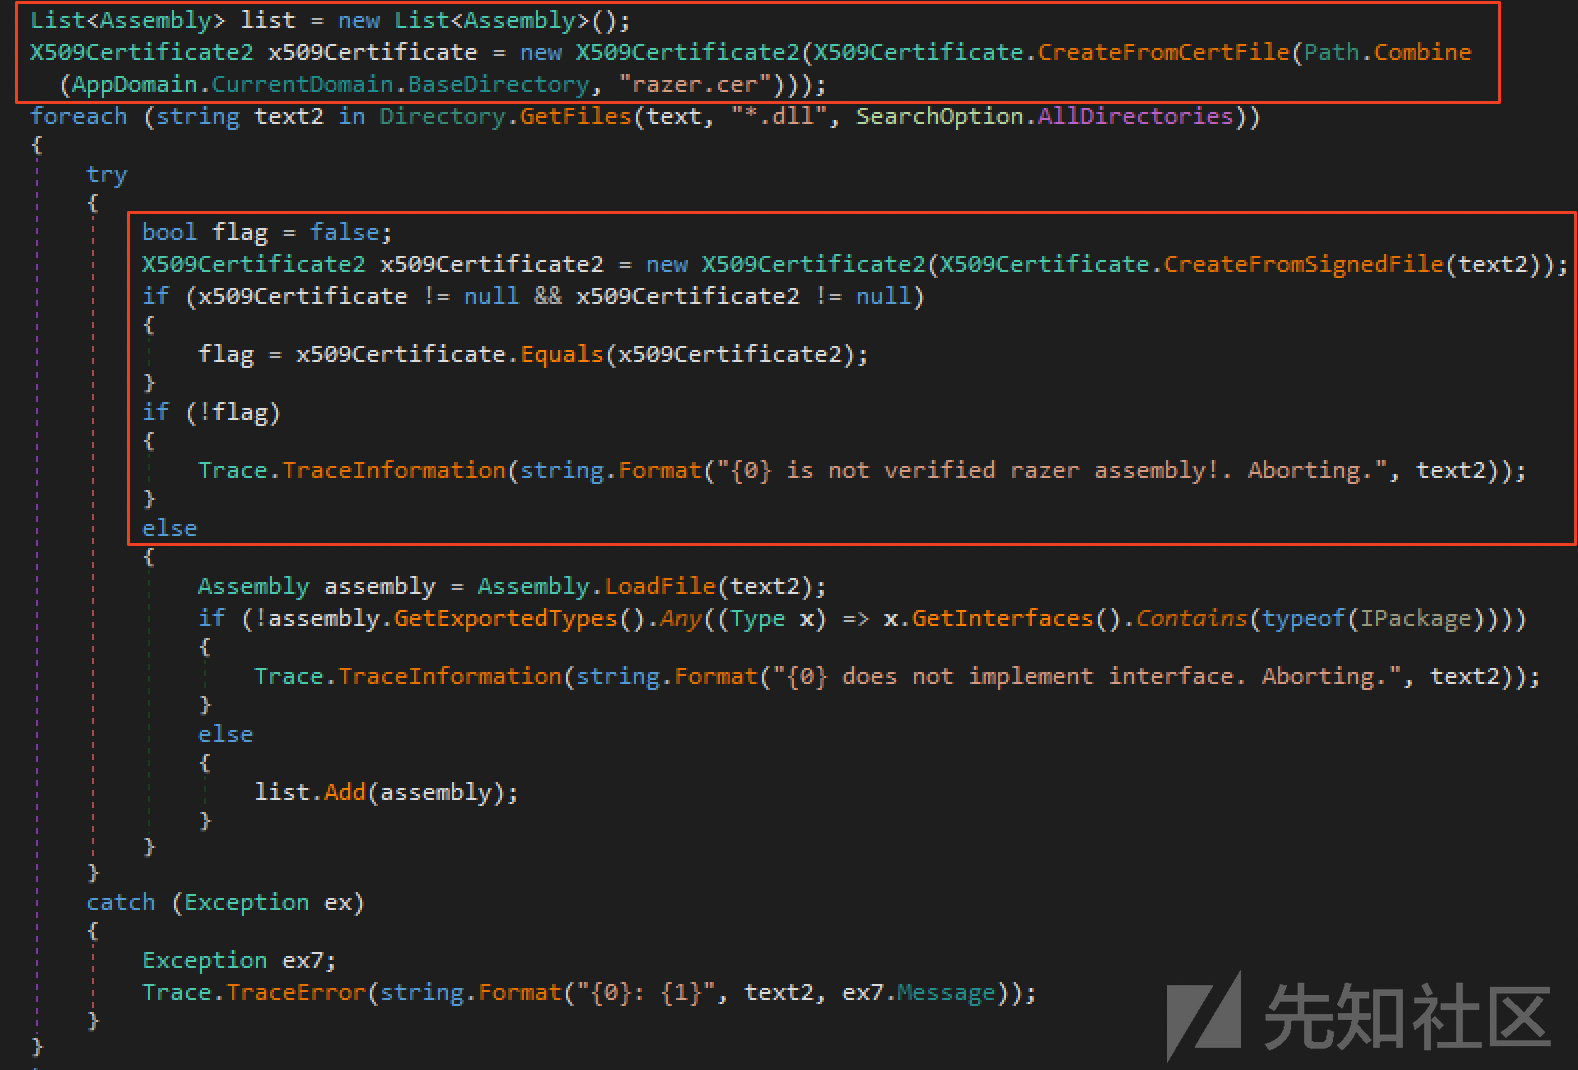 List<Assembly> list = new List<Assembly>();
X509Certificate2 x509Certificate = new X509Certificate2(X509Certificate.CreateFromCertFile(Path.Combine
(AppDomain.CurrentDomain.BaseDirectory, "razer.cer")));
foreach (string text2 in Directory.GetFiles(text, "*.dll", SearchOption.AllDirectories))
{
try
{
bool flag = false;
X509Certificate2 x509Certificate2 = new X509Certificate2(X509Certificate.CreateFromSignedFile(text2));
if (x509Certificate != null && x509Certificate2 != null)
{
flag = x509Certificate.Equals(x509Certificate2);
}
if (!flag)
{
Trace.TraceInformation(string.Format("{0} is not verified razer assembly!. Aborting.", text2));
}
else
{
Assembly assembly = Assembly.LoadFile(text2);
if (!assembly.GetExportedTypes().Any((Type x) => x.GetInterfaces().Contains(typeof(IPackage))))
{
Trace.TraceInformation(string.Format("{0} does not implement interface. Aborting.", text2));
}
else
{
list.Add(assembly);
}
}
}
catch (Exception ex)
{
Exception ex7;
Trace.TraceError(string.Format("{0}: {1}", text2, ex7.Message));
}
}
先知社区